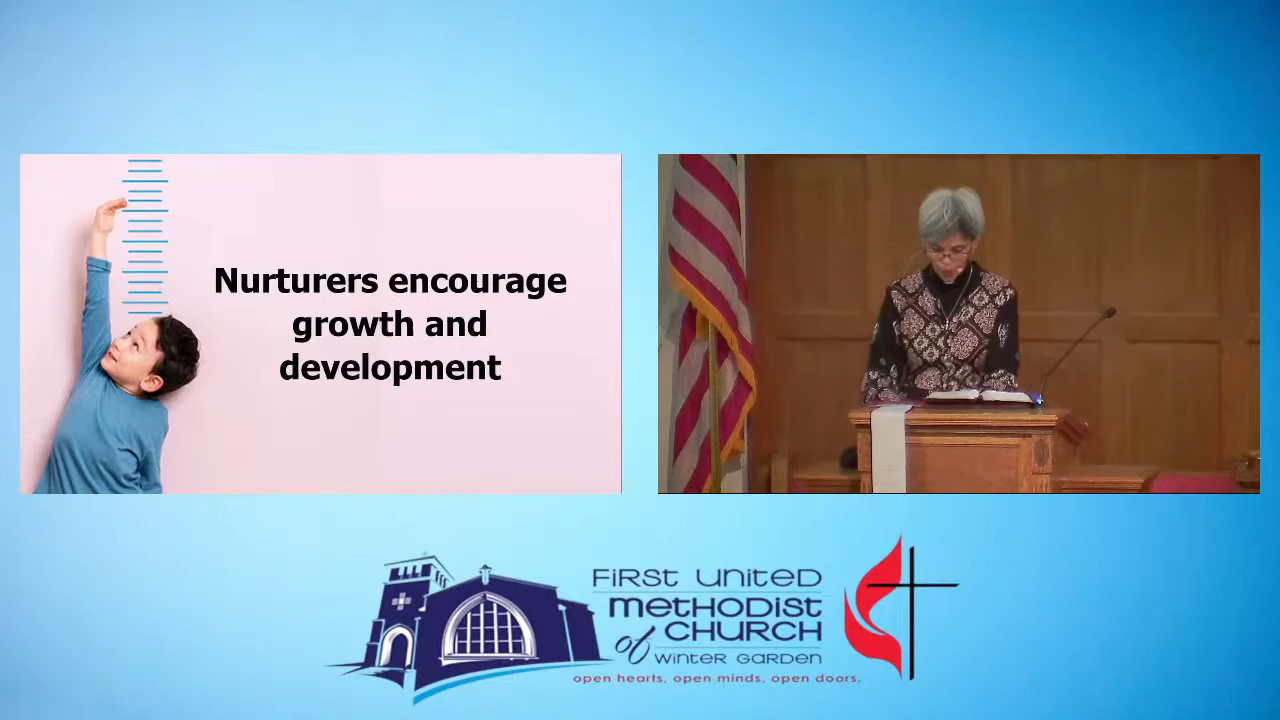 Nurturers encourage
growth and
development
FiRST UNiTED
METHODiST
of CHURCH
WiNTER GARDEN
open hearts, open minds, open doors.